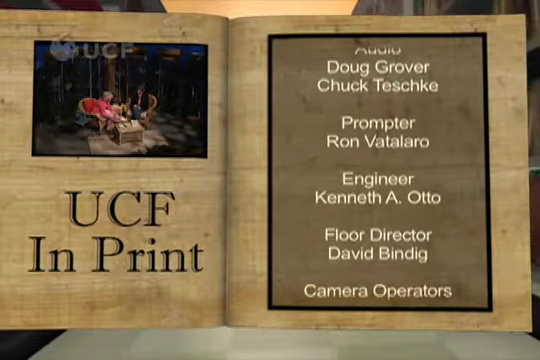 UCF
UCF
In Print
Audio
Doug Grover
Chuck Teschke
Prompter
Ron Vatalaro
Engineer
Kenneth A. Otto
Floor Director
David Bindig
Camera Operators